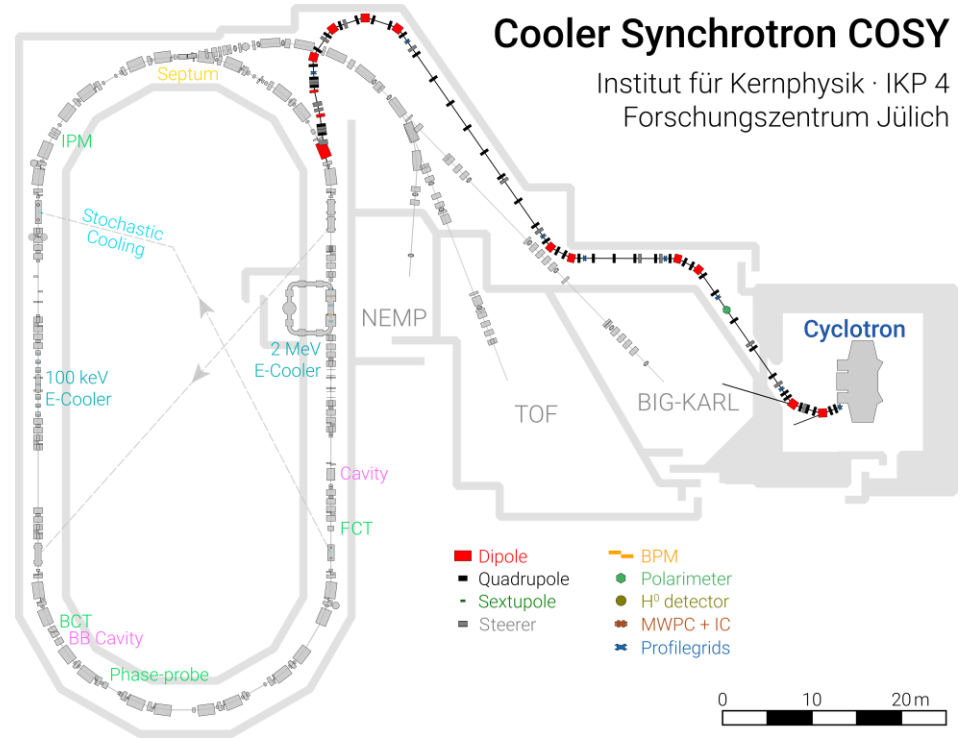 Cooler Synchrotron COSY
Institut für Kernphysik · IKP 4
Forschungszentrum Jülich
Septum
IPM
Stochastic
Cooling
NEMP
Cyclotron
2 MeV
E-Cooler
100 keV
E-Cooler
TOF
BIG-KARL
Cavity
FCT
BCT
BB Cavity
Phase-probe
Dipole
Quadrupole
Sextupole
Steerer
BPM
Polarimeter
H⁰ detector
MWPC + IC
Profilegrids
0 10 20 m